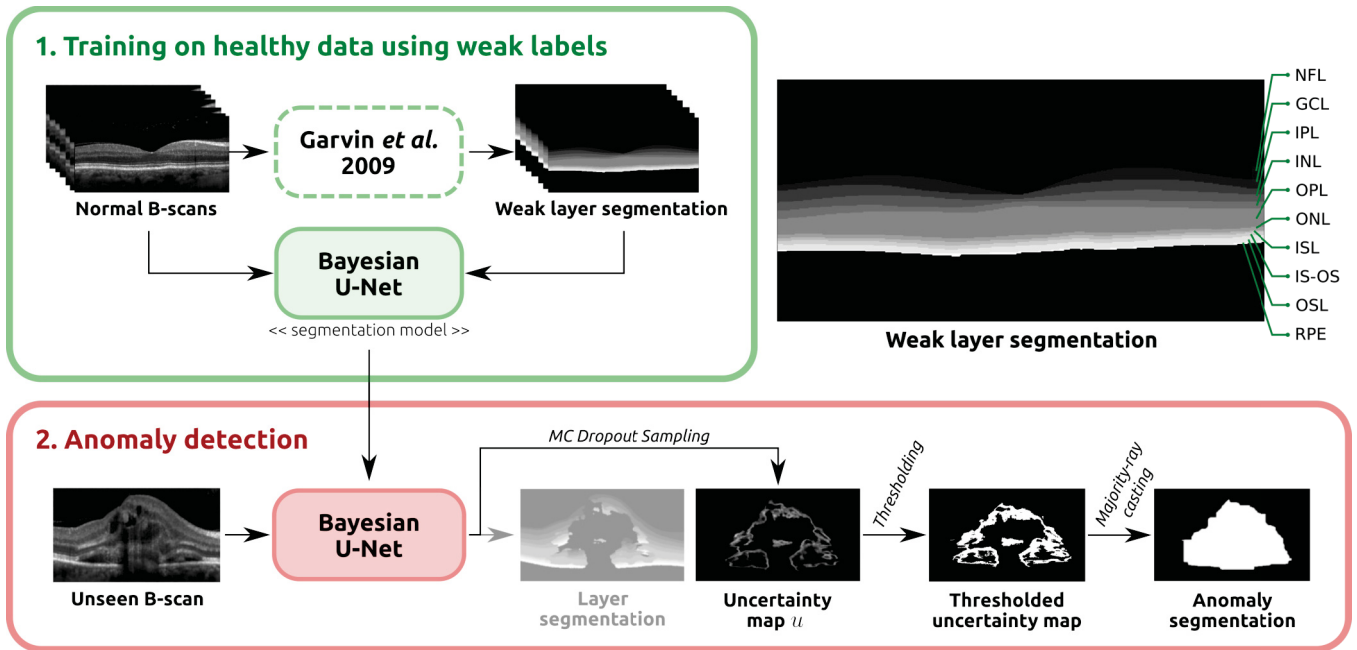 1. Training on healthy data using weak labels
Garvin et al.
2009
Normal B-scans
Weak layer segmentation
Bayesian
U-Net
<< segmentation model >>
NFL
GCL
IPL
INL
OPL
ONL
ISL
IS-OS
OSL
RPE
Weak layer segmentation
2. Anomaly detection
MC Dropout Sampling
Thresholding
Majority-ray
casting
Bayesian
U-Net
Unseen B-scan
Layer
segmentation
Uncertainty
map u
Thresholded
uncertainty map
Anomaly
segmentation